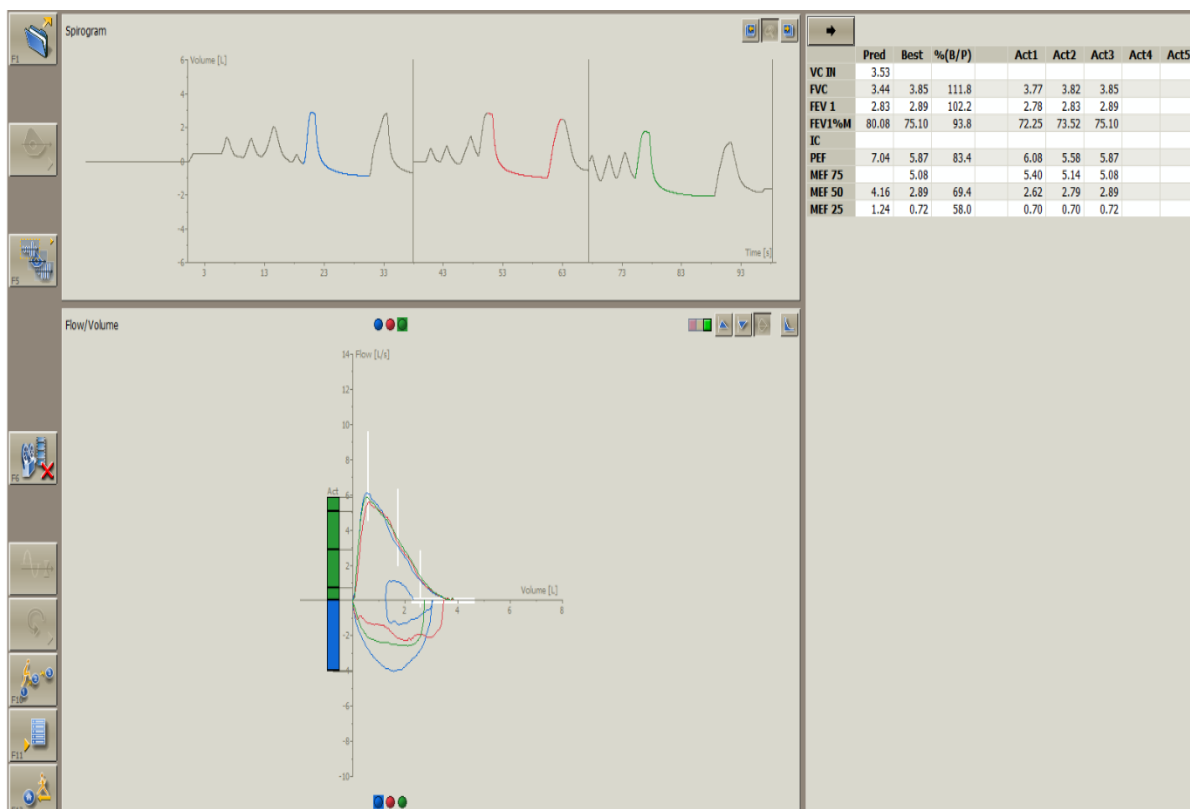 F1
F5
F6
F10
F11
Spirogram
6
Volume [L]
4
2
0
-2
-4
-6
Time [s]
3 13 23 33 43 53 63 73 83 93
Flow/Volume
14 Flow [L/s]
12
10
8
Act
6
4
2
Volume [L]
0
2 4 6 8
-2
-4
-6
-8
-10
Pred Best %(B/P) Act1 Act2 Act3 Act4 Act5
VC IN 3.53
FVC 3.44 3.85 111.8 3.77 3.82 3.85
FEV 1 2.83 2.89 102.2 2.78 2.83 2.89
FEV1%M 80.08 75.10 93.8 72.25 73.52 75.10
IC
PEF 7.04 5.87 83.4 6.08 5.58 5.87
MEF 75 5.08 5.40 5.14 5.08
MEF 50 4.16 2.89 69.4 2.62 2.79 2.89
MEF 25 1.24 0.72 58.0 0.70 0.70 0.72